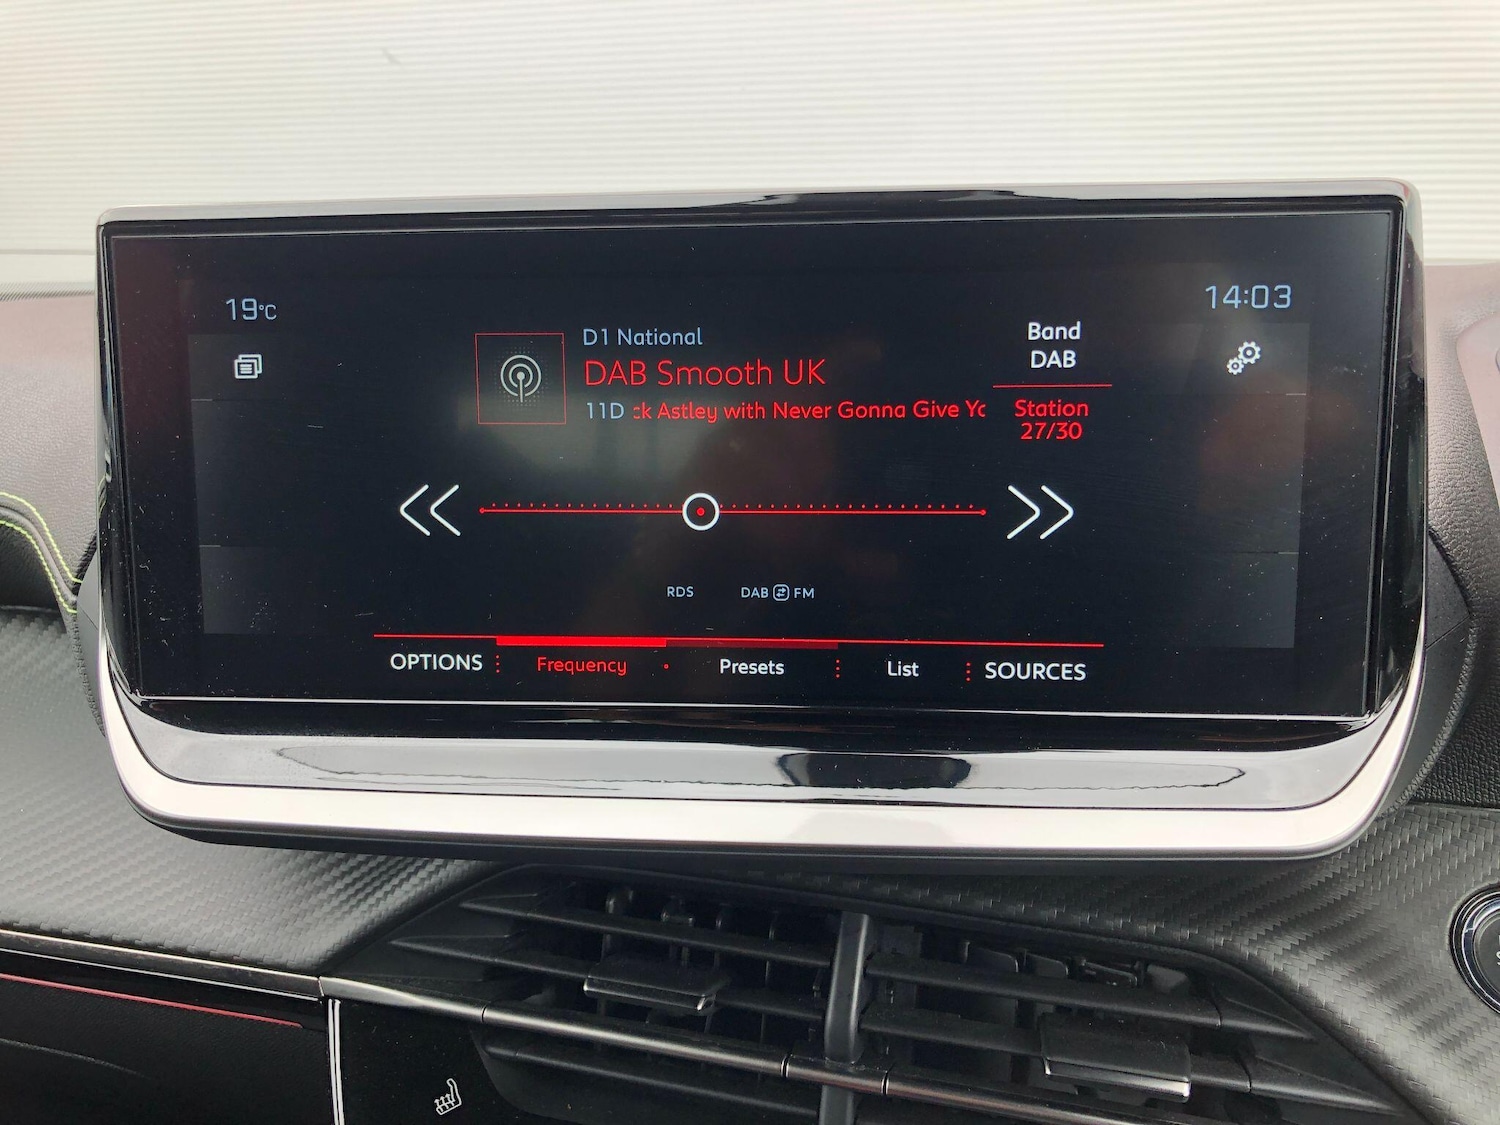 19°C
14:03
D1 National
DAB Smooth UK
11D :k Astley with Never Gonna Give Yc
Band
DAB
Station
27/30
RDS
DAB FM
OPTIONS
Frequency
Presets
List
SOURCES